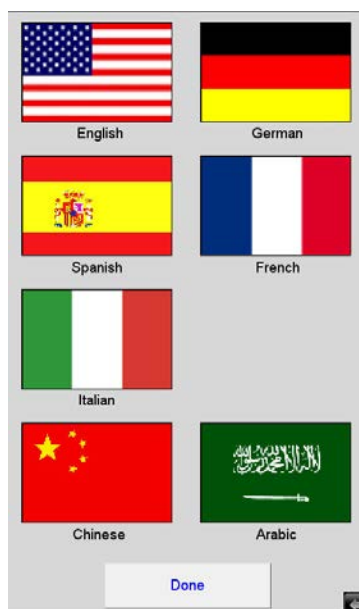 English
German
Spanish
French
Italian
Chinese
Arabic
Done